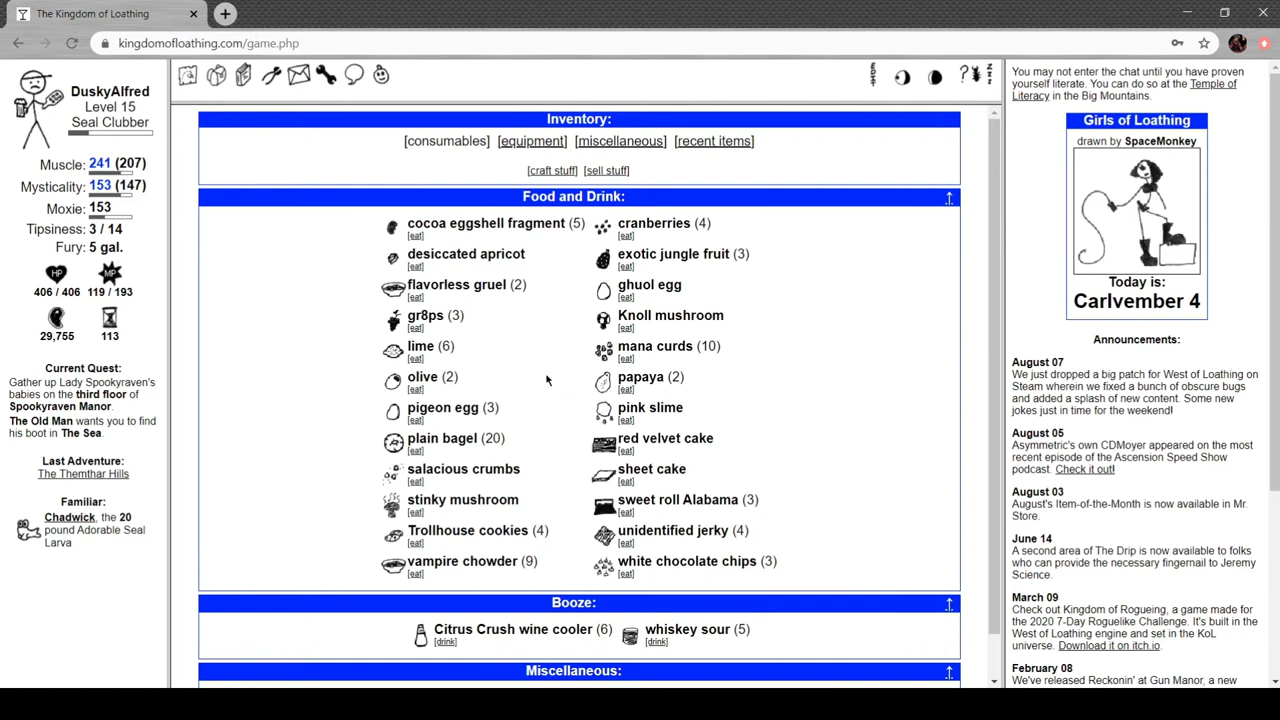 The Kingdom of Loathing
kingdomofloathing.com/game.php
DuskyAlfred
Level 15
Seal Clubber
Muscle: 241 (207)
Mysticality: 153 (147)
Moxie: 153
Tipsiness: 3 / 14
Fury: 5 gal.
HP MP
406 / 406 119 / 193
29,755 113
Current Quest:
Gather up Lady Spookyraven's
babies on the third floor of
Spookyraven Manor.
The Old Man wants you to find
his boot in The Sea.
Last Adventure:
The Themthar Hills
Familiar:
Chadwick, the 20
pound Adorable Seal
Larva
Inventory:
[consumables] [equipment] [miscellaneous] [recent items]
[craft stuff] [sell stuff]
Food and Drink:
cocoa eggshell fragment (5) cranberries (4)
[eat] [eat]
desiccated apricot exotic jungle fruit (3)
[eat] [eat]
flavorless gruel (2) ghuol egg
[eat] [eat]
gr8ps (3) Knoll mushroom
[eat] [eat]
lime (6) mana curds (10)
[eat] [eat]
olive (2) papaya (2)
[eat] [eat]
pigeon egg (3) pink slime
[eat] [eat]
plain bagel (20) red velvet cake
[eat] [eat]
salacious crumbs sheet cake
[eat] [eat]
stinky mushroom sweet roll Alabama (3)
[eat] [eat]
Trollhouse cookies (4) unidentified jerky (4)
[eat] [eat]
vampire chowder (9) white chocolate chips (3)
[eat] [eat]
Booze:
Citrus Crush wine cooler (6) whiskey sour (5)
[drink] [drink]
Miscellaneous:
You may not enter the chat until you have proven
yourself literate. You can do so at the Temple of
Literacy in the Big Mountains.
Girls of Loathing
drawn by SpaceMonkey
Today is:
Carlvember 4
Announcements:
August 07
We just dropped a big patch for West of Loathing on
Steam wherein we fixed a bunch of obscure bugs
and added a splash of new content. Some new
jokes just in time for the weekend!
August 05
Asymmetric's own CDMoyer appeared on the most
recent episode of the Ascension Speed Show
podcast. Check it out!
August 03
August's Item-of-the-Month is now available in Mr.
Store.
June 14
A second area of The Drip is now available to folks
who can provide the necessary fingernail to Jeremy
Science.
March 09
Check out Kingdom of Rogueing, a game made for
the 2020 7-Day Roguelike Challenge. It's built in the
West of Loathing engine and set in the KoL
universe. Download it on itch.io.
February 08
We've released Reckonin' at Gun Manor, a new